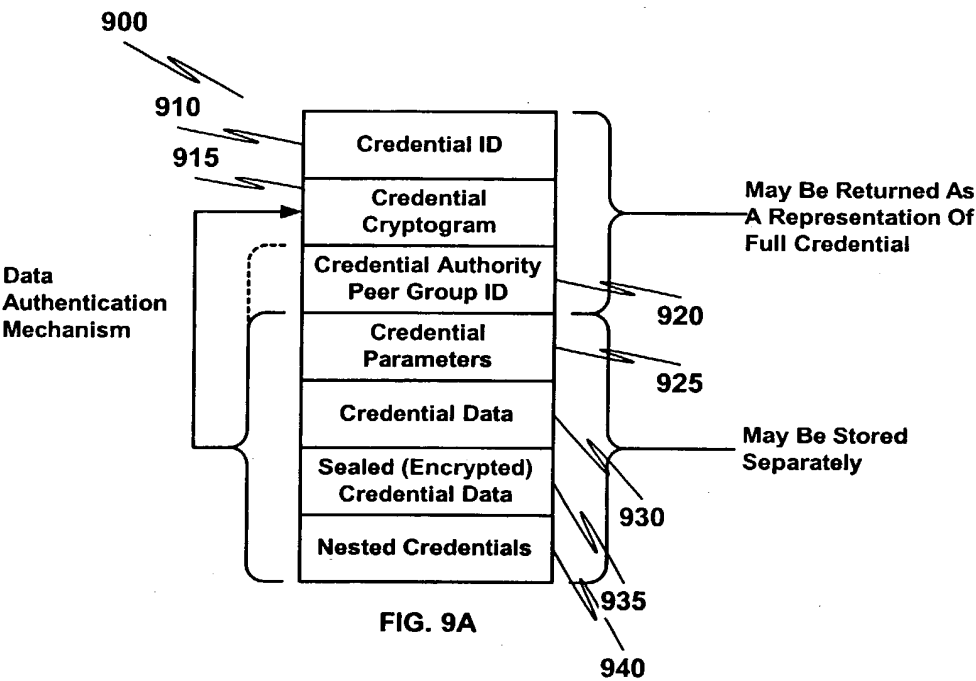 900
910
915
Credential ID
Credential
Cryptogram
Credential Authority
Peer Group ID
Credential
Parameters
Credential Data
Sealed (Encrypted)
Credential Data
Nested Credentials
Data
Authentication
Mechanism
May Be Returned As
A Representation Of
Full Credential
920
925
May Be Stored
Separately
930
935
940
FIG. 9A